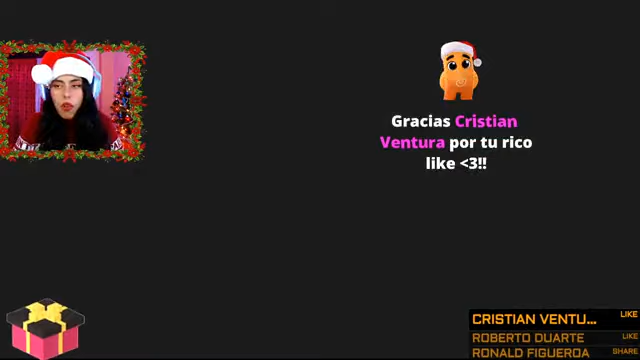 Gracias Cristian
Ventura por tu rico
like <3!!
CRISTIAN VENTU... LIKE
ROBERTO DUARTE LIKE
RONALD FIGUEROA SHARE